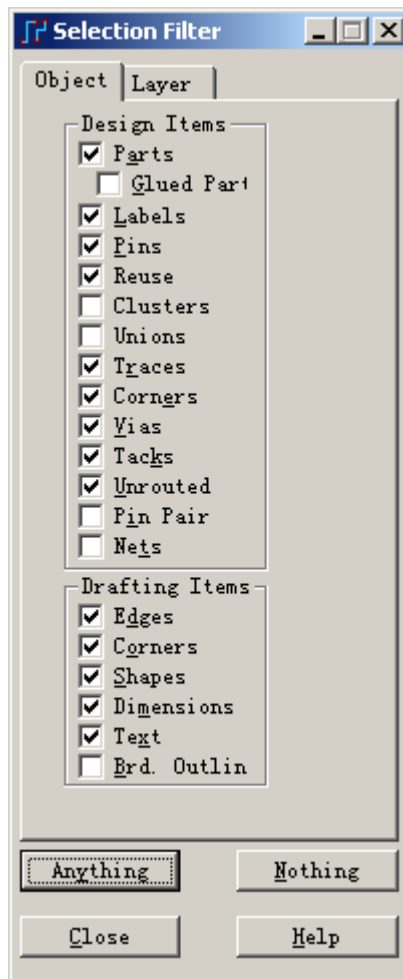 Selection Filter
Object Layer
Design Items
Parts
Glued Part
Labels
Pins
Reuse
Clusters
Unions
Traces
Corners
Vias
Tacks
Unrouted
Pin Pair
Nets
Drafting Items
Edges
Corners
Shapes
Dimensions
Text
Brd. Outlin
Anything Nothing
Close Help